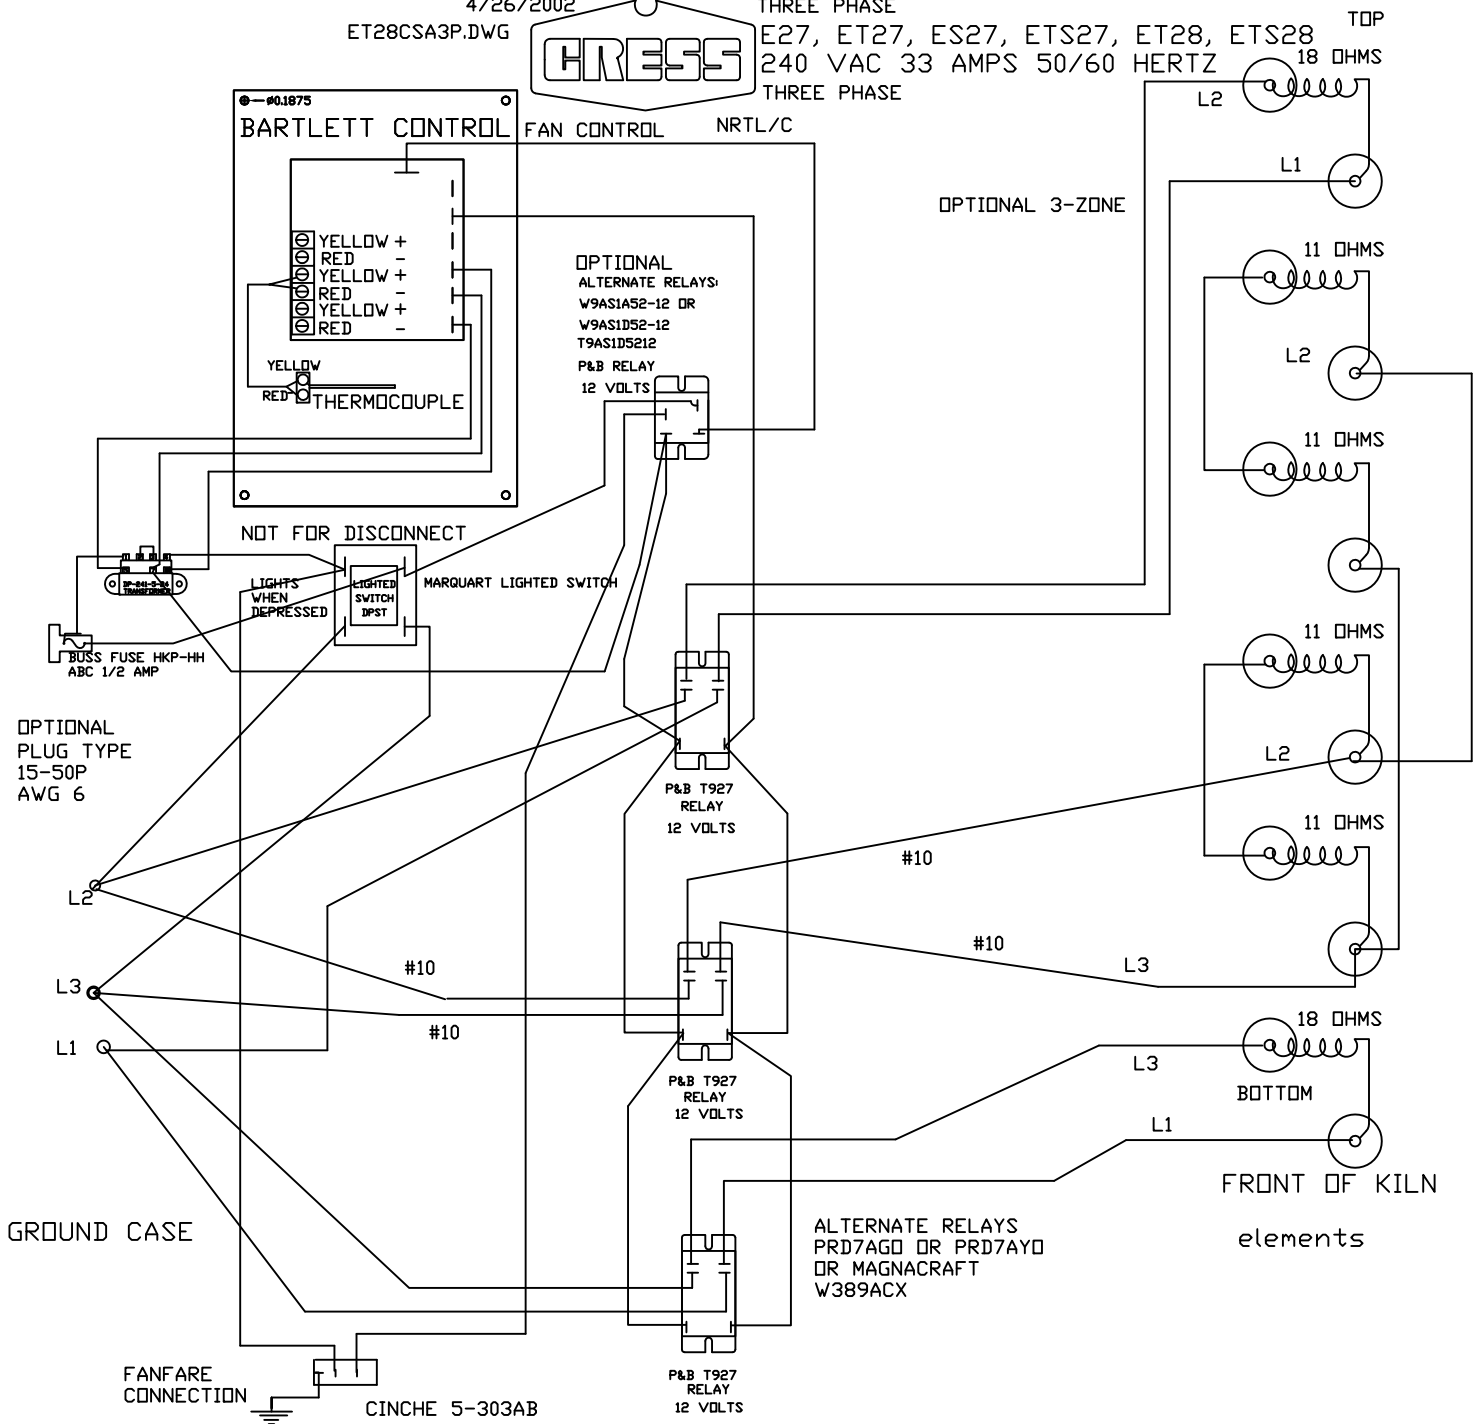 4/26/2002
THREE PHASE
TOP
ET28CSA3P.DWG
CRESS
E27, ET27, ES27, ETS27, ET28, ETS28
240 VAC 33 AMPS 50/60 HERTZ
THREE PHASE
18 OHMS
L2
ø0.1875
BARTLETT CONTROL
FAN CONTROL
NRTL/C
L1
OPTIONAL 3-ZONE
YELLOW +
RED -
YELLOW +
RED -
YELLOW +
RED -
11 OHMS
OPTIONAL
ALTERNATE RELAYS:
W9AS1A52-12 OR
W9AS1D52-12
T9AS1D5212
P&B RELAY
12 VOLTS
YELLOW
RED
THERMOCOUPLE
L2
11 OHMS
NOT FOR DISCONNECT
LIGHTS
WHEN
DEPRESSED
LIGHTED
SWITCH
DPST
MARQUART LIGHTED SWITCH
DP-241-5-24
TRANSFORMER
BUSS FUSE HKP-HH
ABC 1/2 AMP
11 OHMS
OPTIONAL
PLUG TYPE
15-50P
AWG 6
L2
P&B T927
RELAY
12 VOLTS
11 OHMS
#10
L2
#10
L3
#10
L3
#10
L1
18 OHMS
L3
BOTTOM
P&B T927
RELAY
12 VOLTS
L1
FRONT OF KILN
elements
GROUND CASE
ALTERNATE RELAYS
PRD7AGO OR PRD7AYO
OR MAGNACRAFT
W389ACX
FANFARE
CONNECTION
CINCHE 5-303AB
P&B T927
RELAY
12 VOLTS